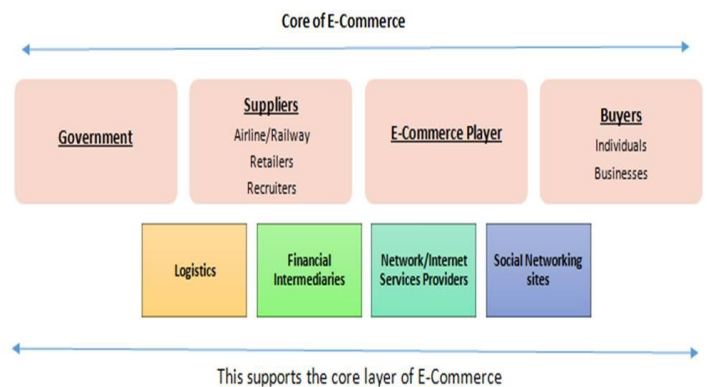 Core of E-Commerce
Government
Suppliers
Airline/Railway
Retailers
Recruiters
E-Commerce Player
Buyers
Individuals
Businesses
Logistics
Financial
Intermediaries
Network/Internet
Services Providers
Social Networking
sites
This supports the core layer of E-Commerce